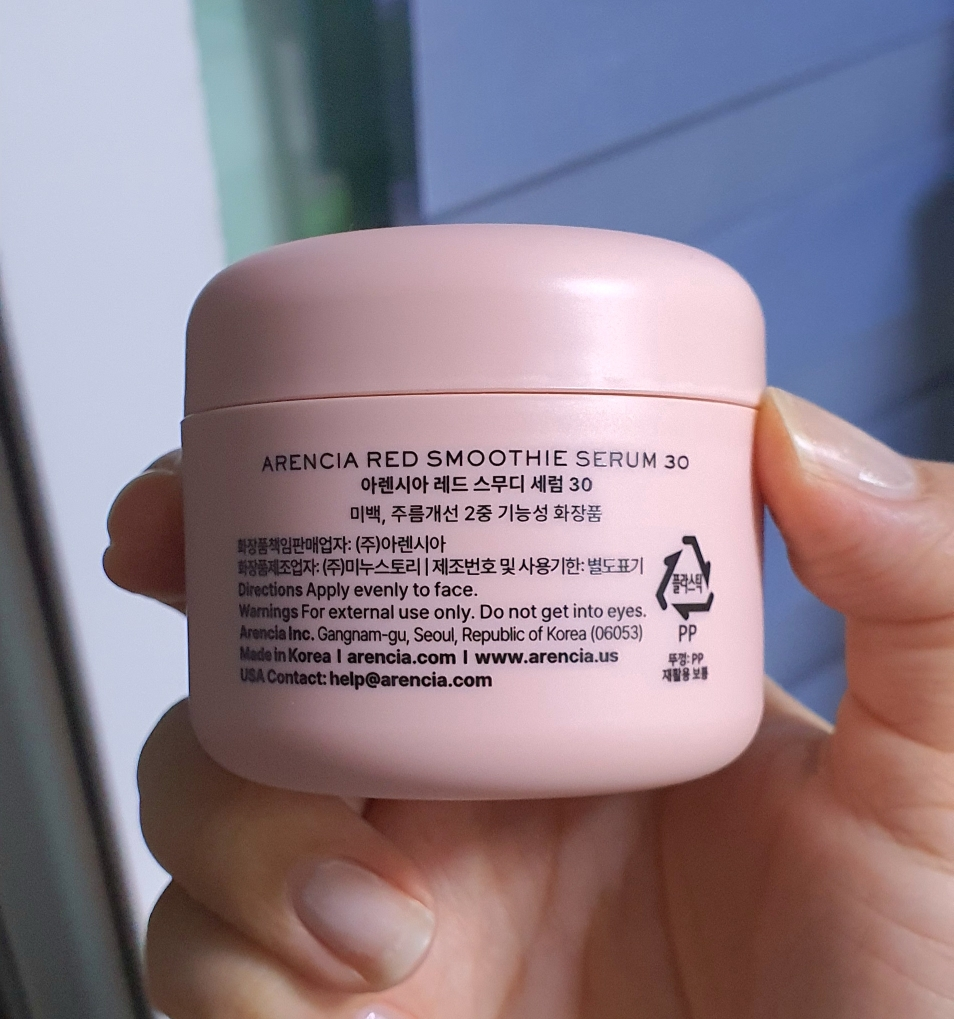 ARENCIA RED SMOOTHIE SERUM 30
아렌시아 레드 스무디 세럼 30
미백, 주름개선 2중 기능성 화장품
화장품책임판매업자: (주)아렌시아
화장품제조업자: (주)미누스토리 | 제조번호 및 사용기한: 별도표기
Directions Apply evenly to face.
Warnings For external use only. Do not get into eyes.
Arencia Inc. Gangnam-gu, Seoul, Republic of Korea (06053)
Made in Korea | arencia.com | www.arencia.us
USA Contact: help@arencia.com
플라스틱
PP
뚜껑: PP
재활용 보통